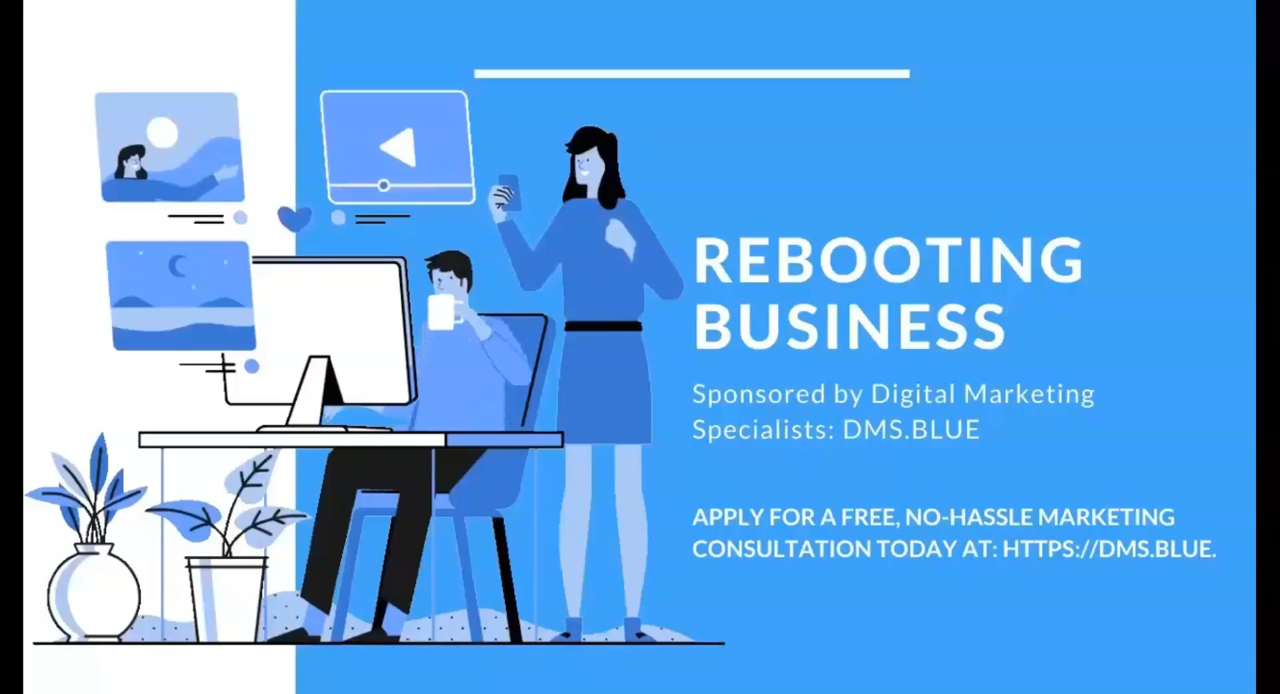 REBOOTING
BUSINESS
Sponsored by Digital Marketing
Specialists: DMS.BLUE
APPLY FOR A FREE, NO-HASSLE MARKETING
CONSULTATION TODAY AT: HTTPS://DMS.BLUE.